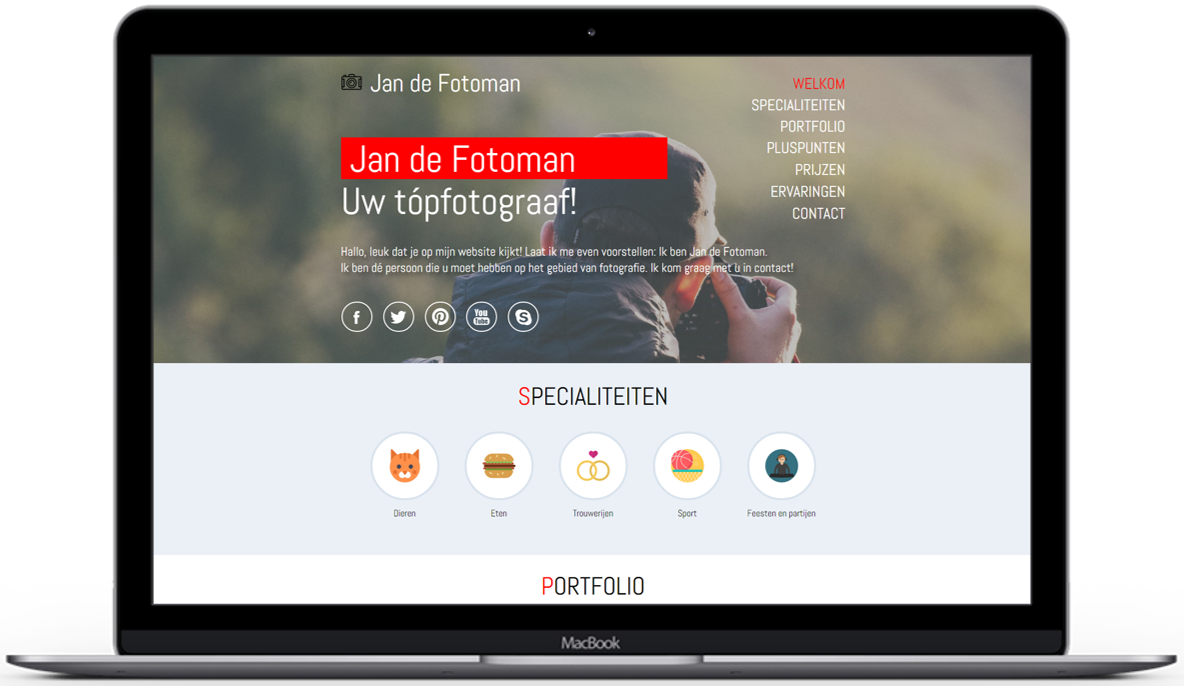 Jan de Fotoman
WELKOM
SPECIALITEITEN
PORTFOLIO
PLUSPUNTEN
PRIJZEN
ERVARINGEN
CONTACT
Jan de Fotoman
Uw tópfotograaf!
Hallo, leuk dat je op mijn website kijkt! Laat ik me even voorstellen: Ik ben Jan de Fotoman.
Ik ben dé persoon die u moet hebben op het gebied van fotografie. Ik kom graag met u in contact!
f
You
Tube
S
SPECIALITEITEN
Dieren
Eten
Trouwerijen
Sport
Feesten en partijen
PORTFOLIO
MacBook